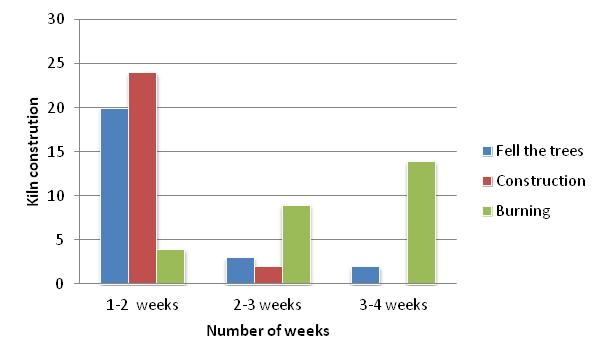 30
25
20
15
10
5
0
Kiln constrution
1-2 weeks
2-3 weeks
3-4 weeks
Number of weeks
Fell the trees
Construction
Burning